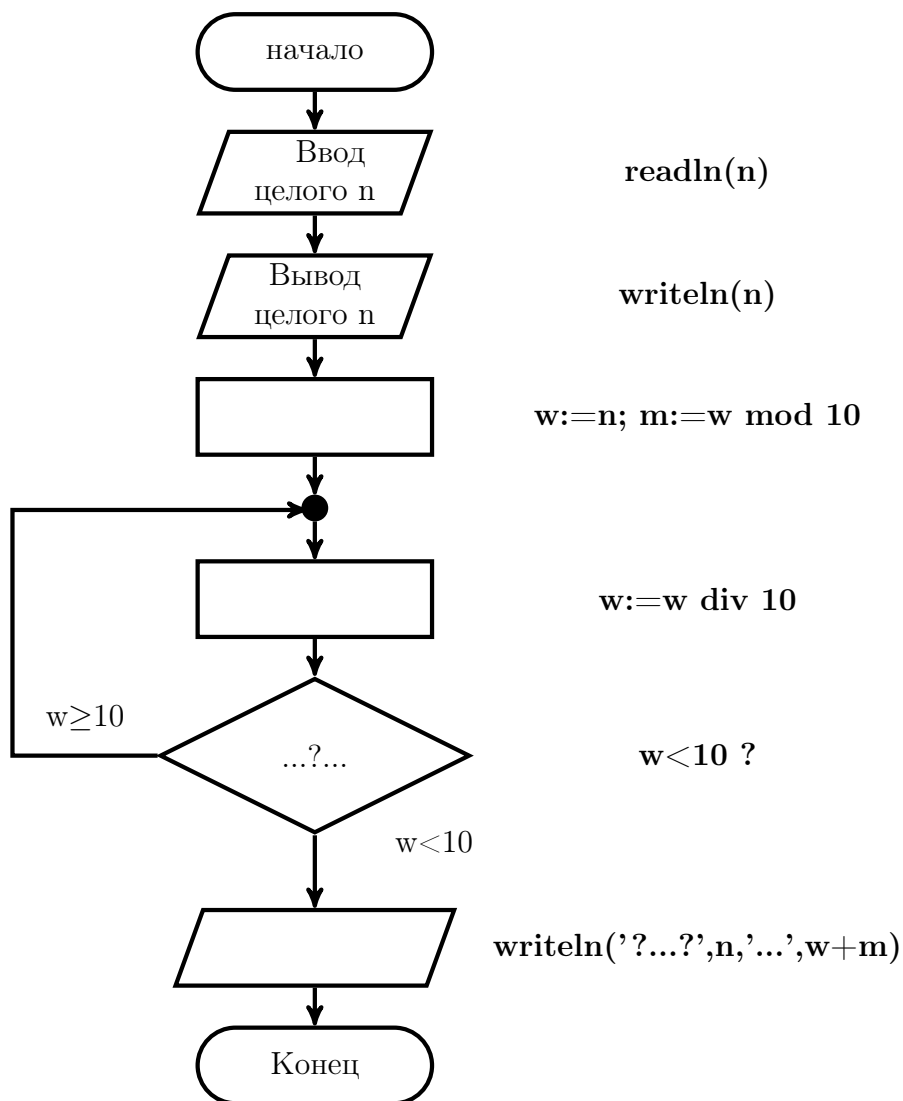 начало
Ввод
целого n
readln(n)
Вывод
целого n
writeln(n)
w:=n; m:=w mod 10
w:=w div 10
w≥10
...?...
w<10 ?
w<10
writeln('?...?',n,'...',w+m)
Конец